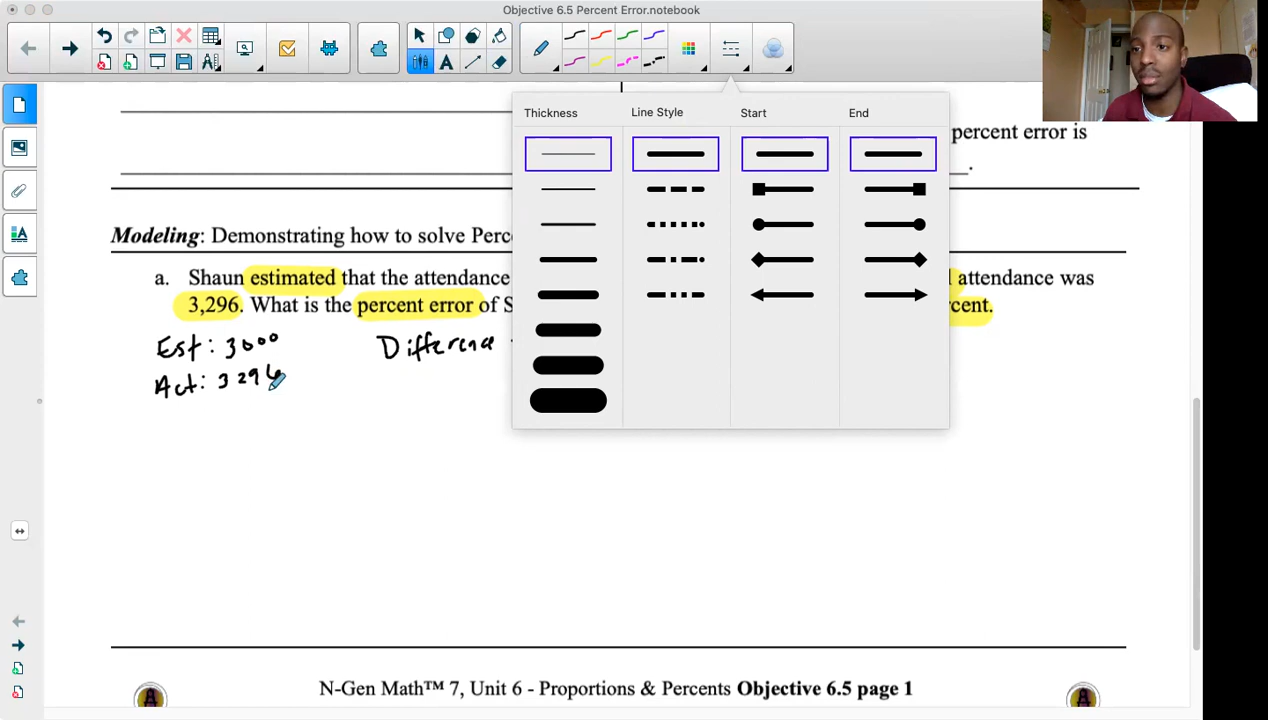 Objective 6.5 Percent Error.notebook
Thickness
Line Style
Start
End
percent error is
.
Modeling: Demonstrating how to solve Perc
a. Shaun estimated that the attendance
attendance was
3,296. What is the percent error of S
cent.
Est: 3000
Difference
Act: 3296
N-Gen Math™ 7, Unit 6 - Proportions & Percents Objective 6.5 page 1